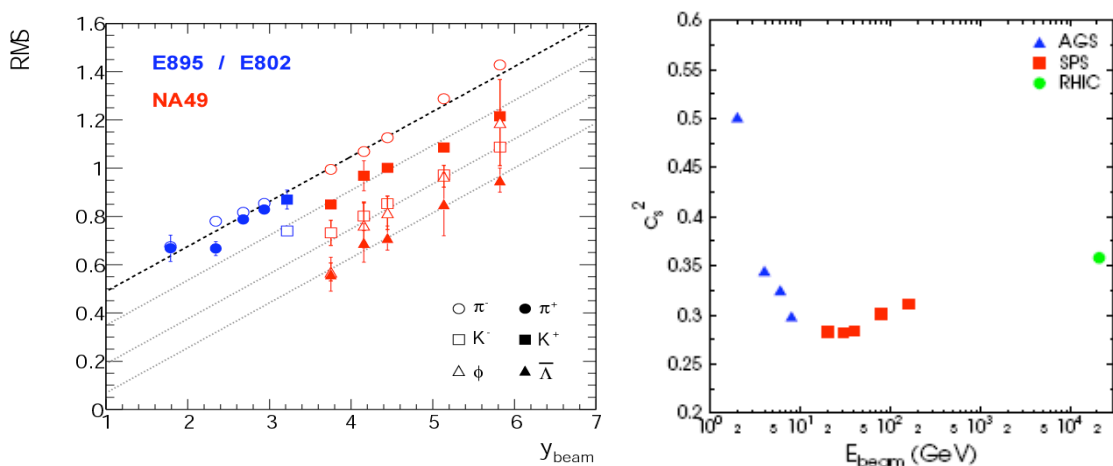 RMS
1.6
1.4
1.2
1
0.8
0.6
0.4
0.2
0
E895 / E802
NA49
π⁻ π⁺
K⁻ K⁺
ϕ Λ̅
1 2 3 4 5 6 7
y_beam
c_s²
0.6
0.55
0.5
0.45
0.4
0.35
0.3
0.25
0.2
AGS
SPS
RHIC
10⁰ 2 5 10¹ 2 5 10² 2 5 10³ 2 5 10⁴ 2
E_beam (GeV)